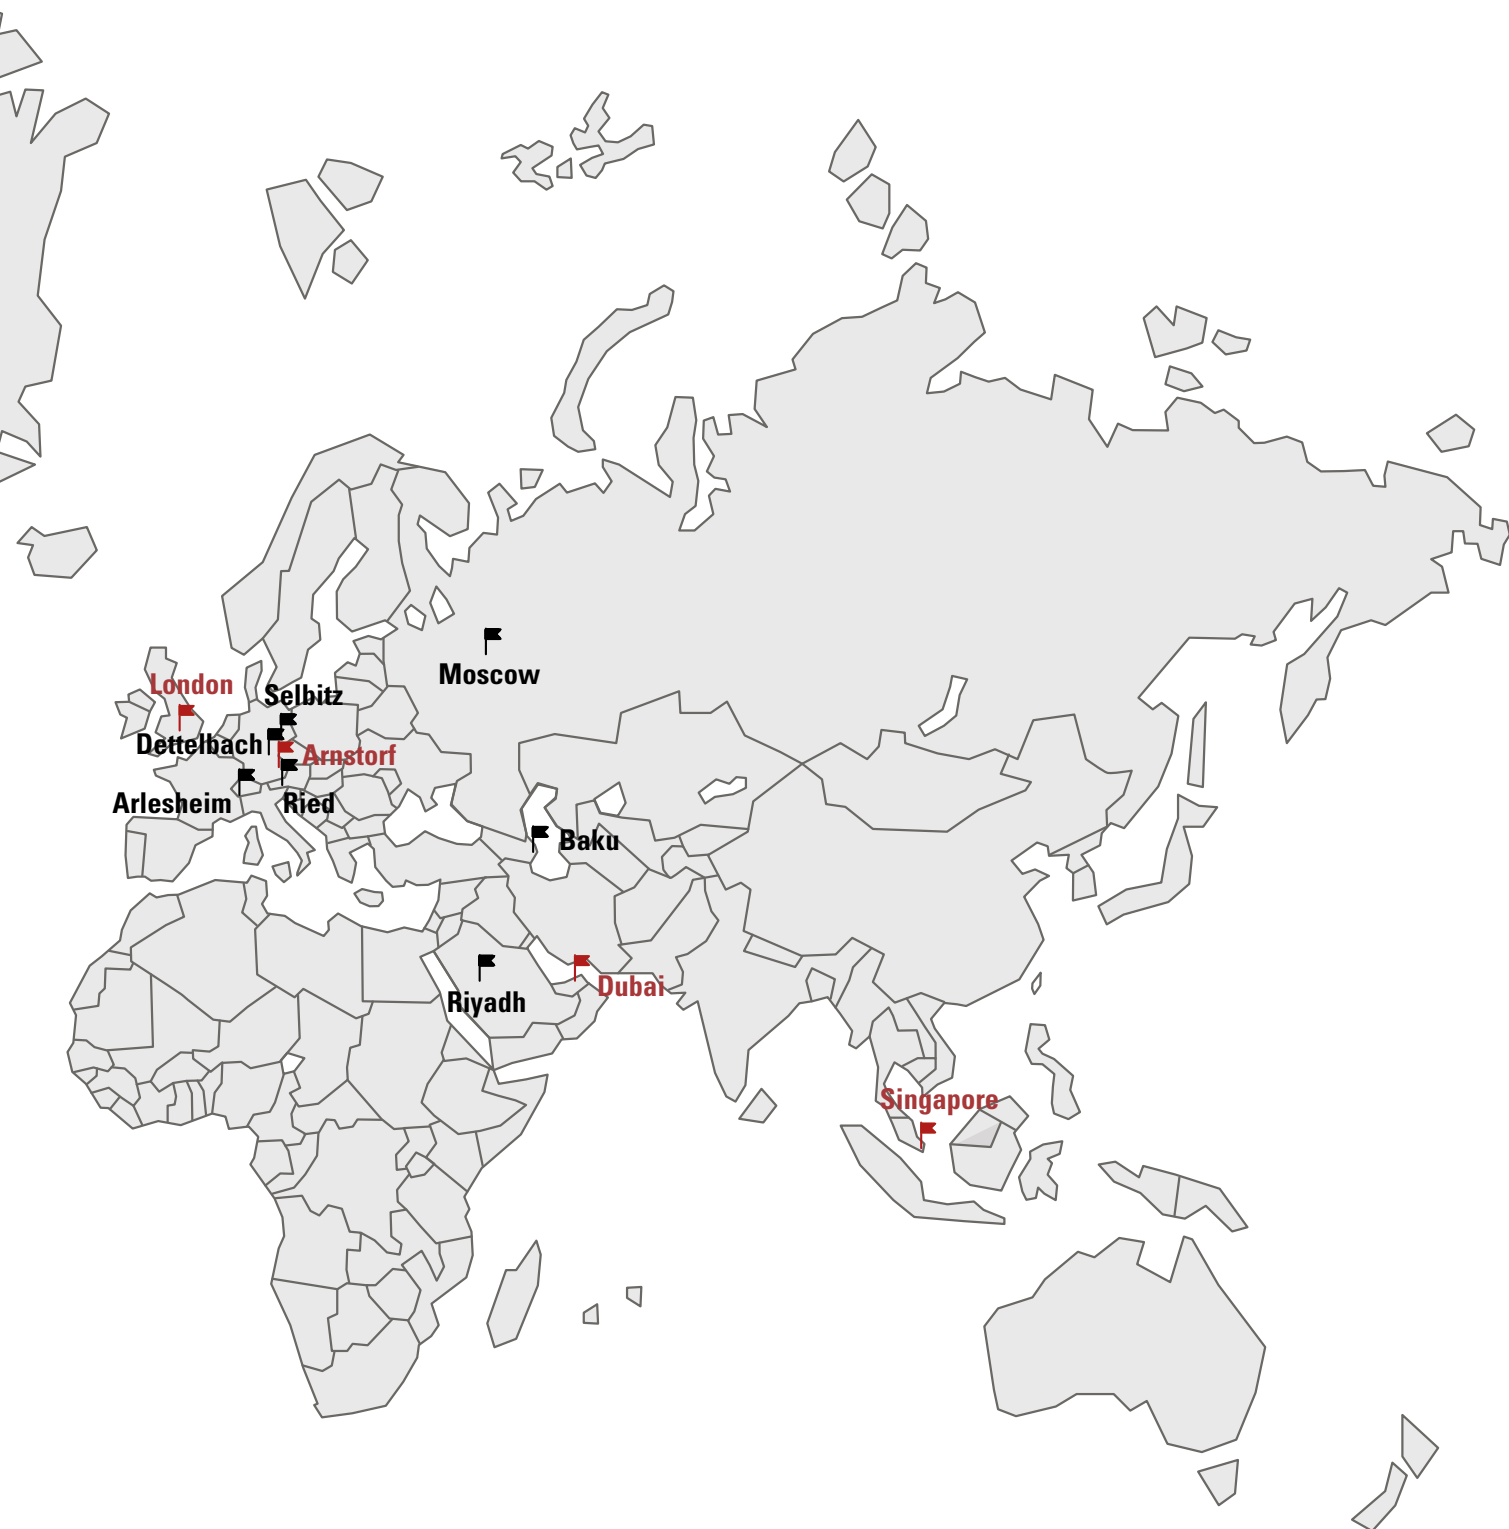 Moscow
London
Selbitz
Dettelbach
Arnstorf
Arlesheim
Ried
Baku
Riyadh
Dubai
Singapore